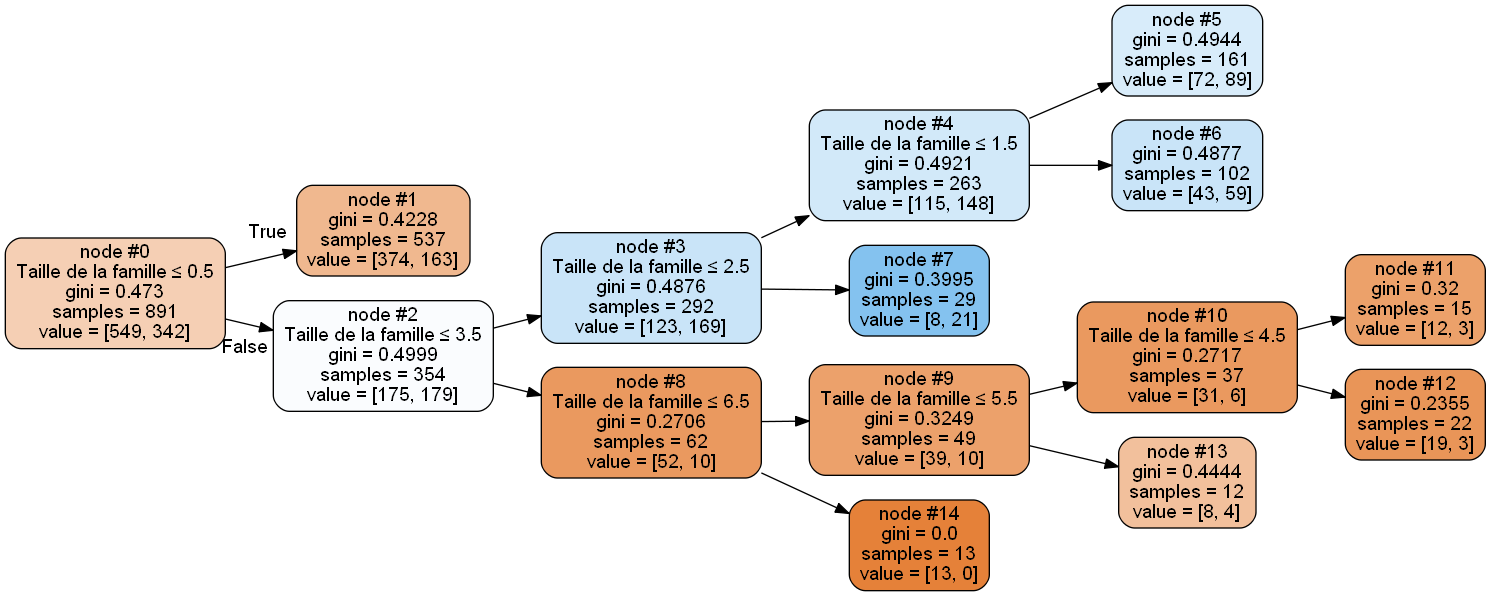 node #0
Taille de la famille ≤ 0.5
gini = 0.473
samples = 891
value = [549, 342]
True
False
node #1
gini = 0.4228
samples = 537
value = [374, 163]
node #2
Taille de la famille ≤ 3.5
gini = 0.4999
samples = 354
value = [175, 179]
node #3
Taille de la famille ≤ 2.5
gini = 0.4876
samples = 292
value = [123, 169]
node #4
Taille de la famille ≤ 1.5
gini = 0.4921
samples = 263
value = [115, 148]
node #5
gini = 0.4944
samples = 161
value = [72, 89]
node #6
gini = 0.4877
samples = 102
value = [43, 59]
node #7
gini = 0.3995
samples = 29
value = [8, 21]
node #8
Taille de la famille ≤ 6.5
gini = 0.2706
samples = 62
value = [52, 10]
node #9
Taille de la famille ≤ 5.5
gini = 0.3249
samples = 49
value = [39, 10]
node #10
Taille de la famille ≤ 4.5
gini = 0.2717
samples = 37
value = [31, 6]
node #11
gini = 0.32
samples = 15
value = [12, 3]
node #12
gini = 0.2355
samples = 22
value = [19, 3]
node #13
gini = 0.4444
samples = 12
value = [8, 4]
node #14
gini = 0.0
samples = 13
value = [13, 0]